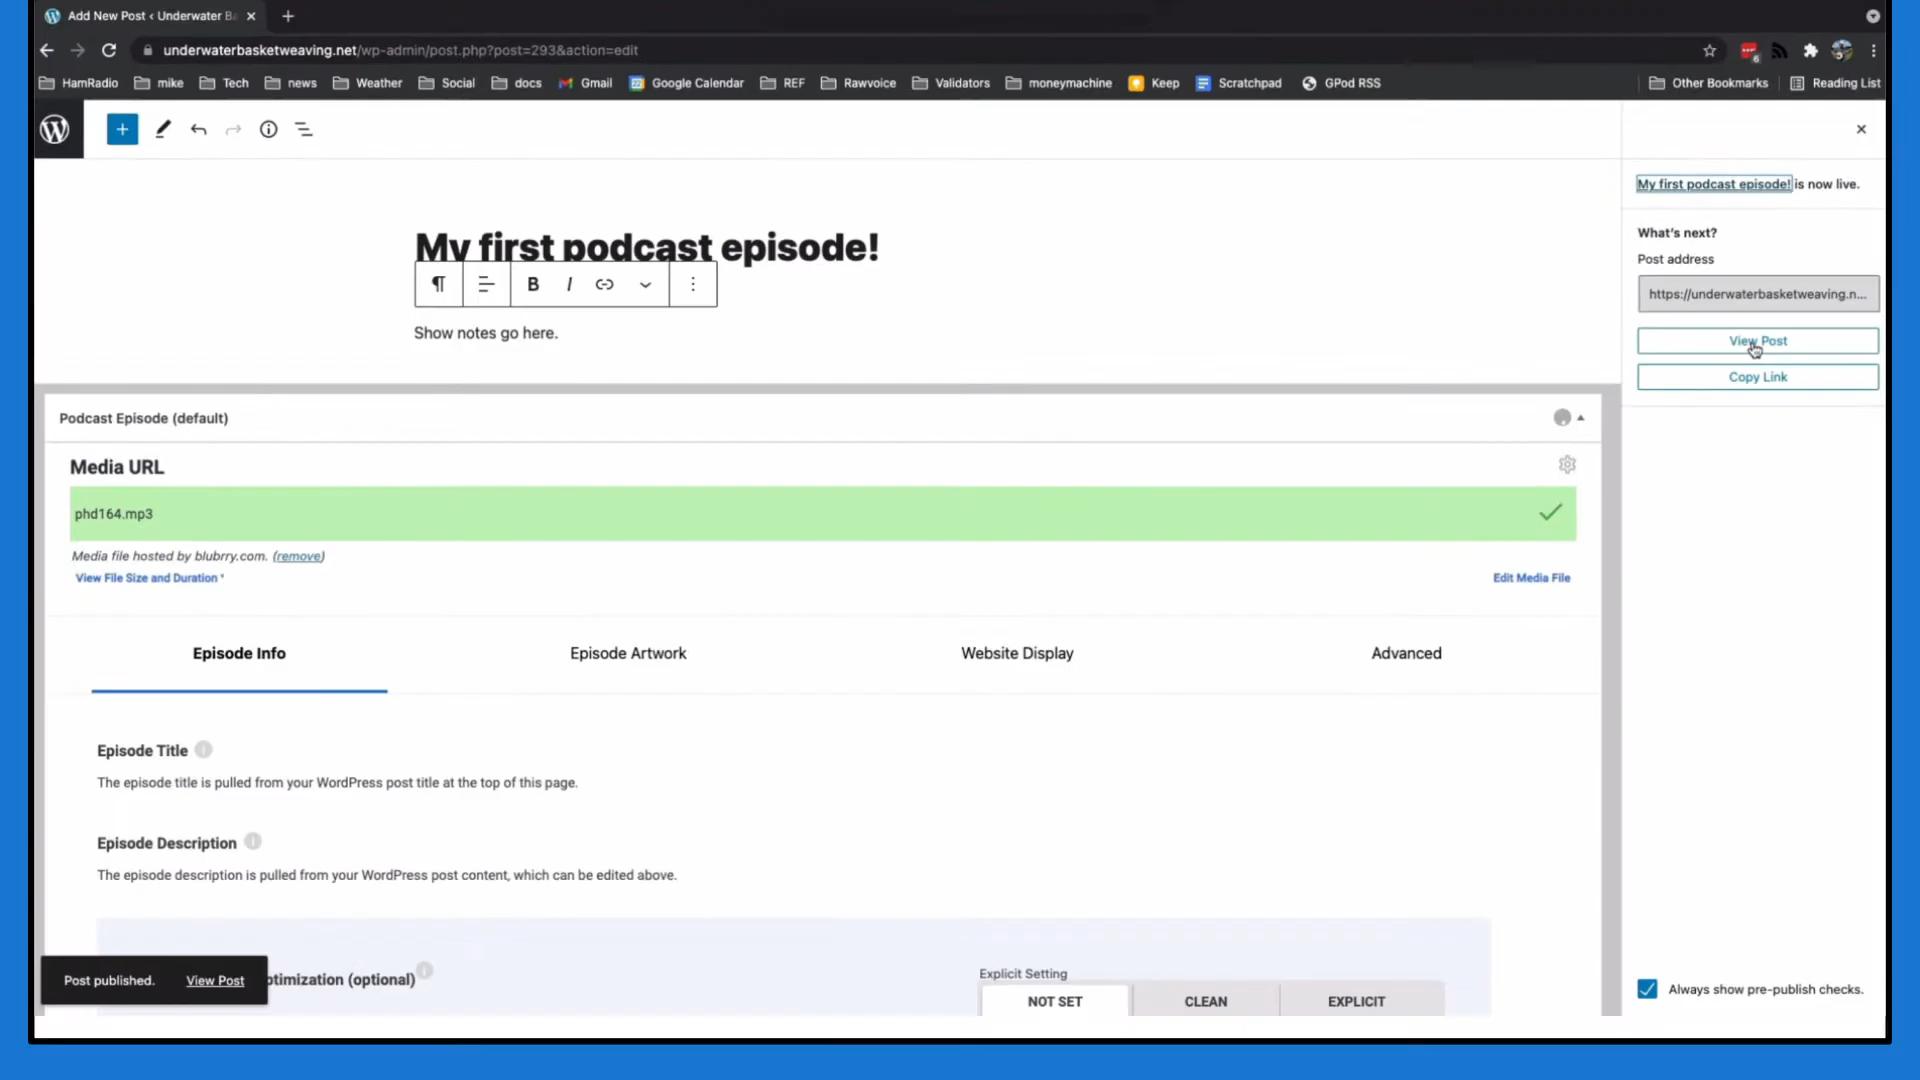 Add New Post ‹ Underwater Ba
underwaterbasketweaving.net/wp-admin/post.php?post=293&action=edit
6
HamRadio mike Tech news Weather Social docs Gmail Google Calendar REF Rawvoice Validators moneymachine Keep Scratchpad GPod RSS Other Bookmarks Reading List
My first podcast episode! is now live.
What's next?
Post address
https://underwaterbasketweaving.n...
View Post
Copy Link
My first podcast episode!
B I
Show notes go here.
Podcast Episode (default)
Media URL
phd164.mp3
Media file hosted by blubrry.com. (remove)
View File Size and Duration
Edit Media File
Episode Info Episode Artwork Website Display Advanced
Episode Title
The episode title is pulled from your WordPress post title at the top of this page.
Episode Description
The episode description is pulled from your WordPress post content, which can be edited above.
ptimization (optional)
Explicit Setting
NOT SET CLEAN EXPLICIT
Post published. View Post
Always show pre-publish checks.